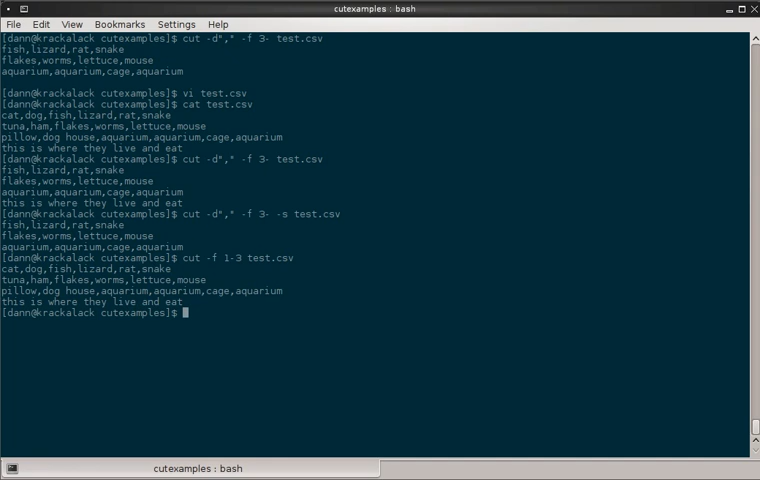 cutexamples : bash
File Edit View Bookmarks Settings Help
[dann@krackalack cutexamples]$ cut -d"," -f 3- test.csv
fish,lizard,rat,snake
flakes,worms,lettuce,mouse
aquarium,aquarium,cage,aquarium
[dann@krackalack cutexamples]$ vi test.csv
[dann@krackalack cutexamples]$ cat test.csv
cat,dog,fish,lizard,rat,snake
tuna,ham,flakes,worms,lettuce,mouse
pillow,dog house,aquarium,aquarium,cage,aquarium
this is where they live and eat
[dann@krackalack cutexamples]$ cut -d"," -f 3- test.csv
fish,lizard,rat,snake
flakes,worms,lettuce,mouse
aquarium,aquarium,cage,aquarium
this is where they live and eat
[dann@krackalack cutexamples]$ cut -d"," -f 3- -s test.csv
fish,lizard,rat,snake
flakes,worms,lettuce,mouse
aquarium,aquarium,cage,aquarium
[dann@krackalack cutexamples]$ cut -f 1-3 test.csv
cat,dog,fish,lizard,rat,snake
tuna,ham,flakes,worms,lettuce,mouse
pillow,dog house,aquarium,aquarium,cage,aquarium
this is where they live and eat
[dann@krackalack cutexamples]$
cutexamples : bash